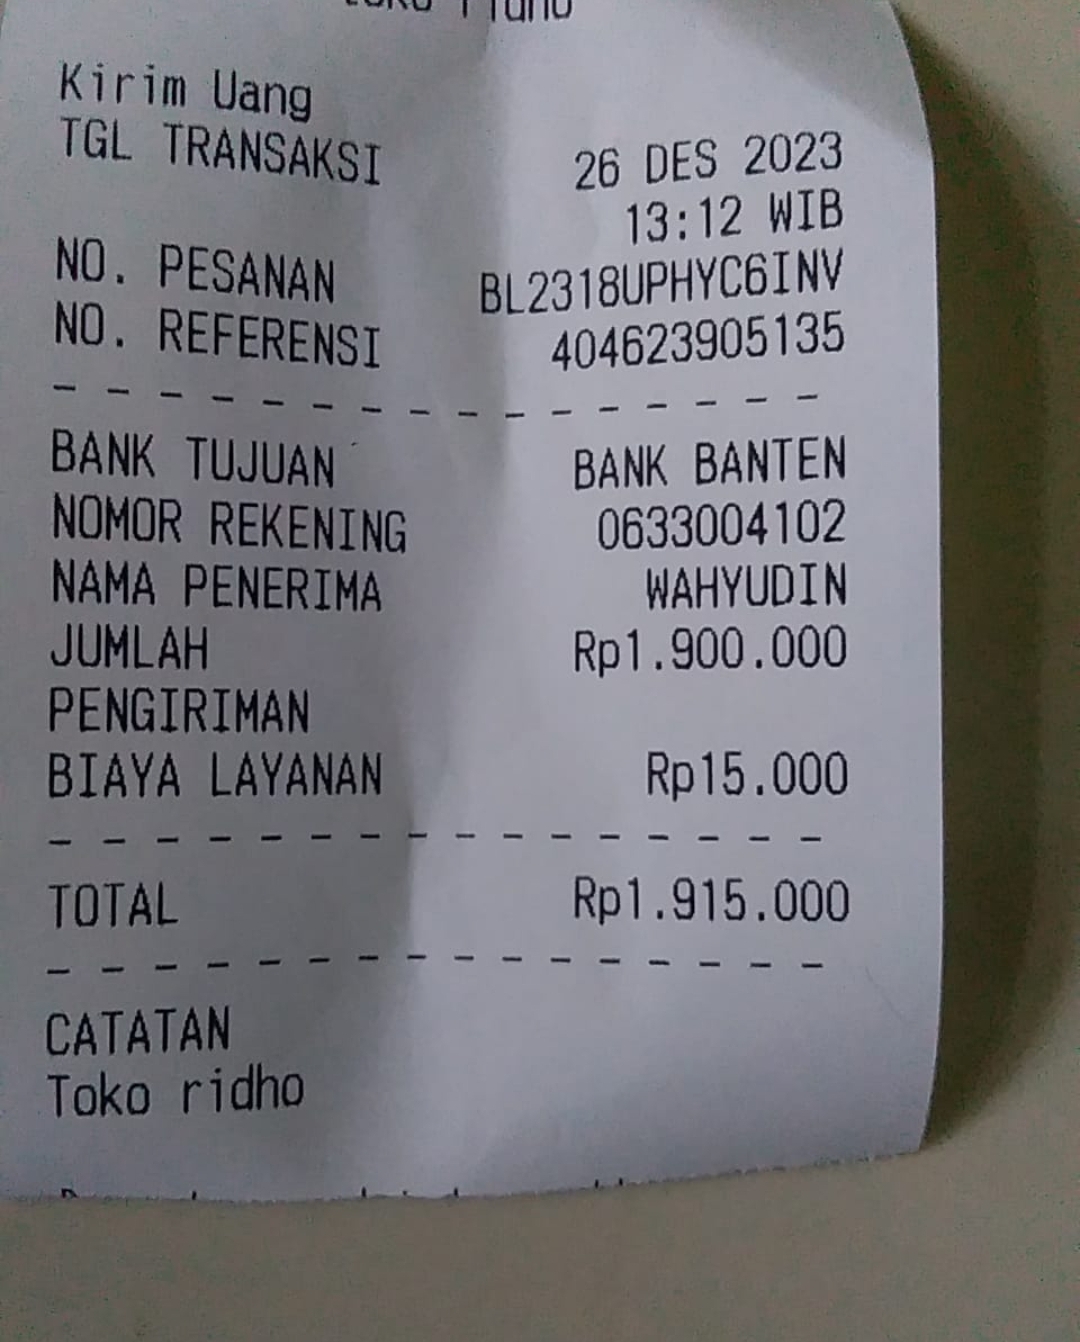 Kirim Uang
TGL TRANSAKSI 26 DES 2023
13:12 WIB
NO. PESANAN BL2318UPHYC6INV
NO. REFERENSI 404623905135
BANK TUJUAN BANK BANTEN
NOMOR REKENING 0633004102
NAMA PENERIMA WAHYUDIN
JUMLAH Rp1.900.000
PENGIRIMAN
BIAYA LAYANAN Rp15.000
TOTAL Rp1.915.000
CATATAN
Toko ridho